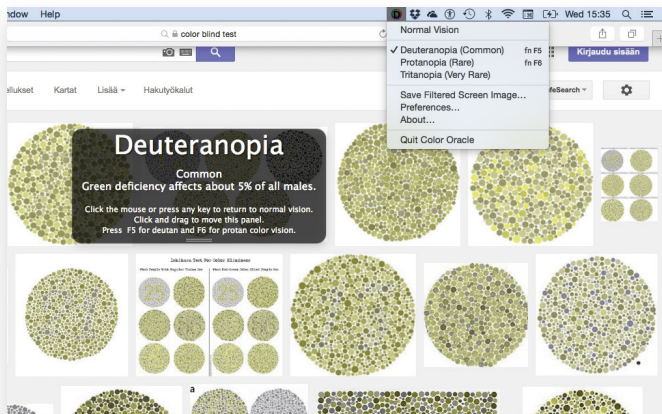 ndow Help
Wed 15:35
color blind test
Normal Vision
✓ Deuteranopia (Common) fn F5
Protanopia (Rare) fn F6
Tritanopia (Very Rare)
Save Filtered Screen Image...
Preferences...
About...
Quit Color Oracle
Kirjaudu sisään
Kartat Lisää Hakutyökalut
feSearch
Deuteranopia
Common
Green deficiency affects about 5% of all males.
Click the mouse or press any key to return to normal vision.
Click and drag to move this panel.
Press F5 for deutan and F6 for protan color vision.
Ishihara Test For Color Blindness
a